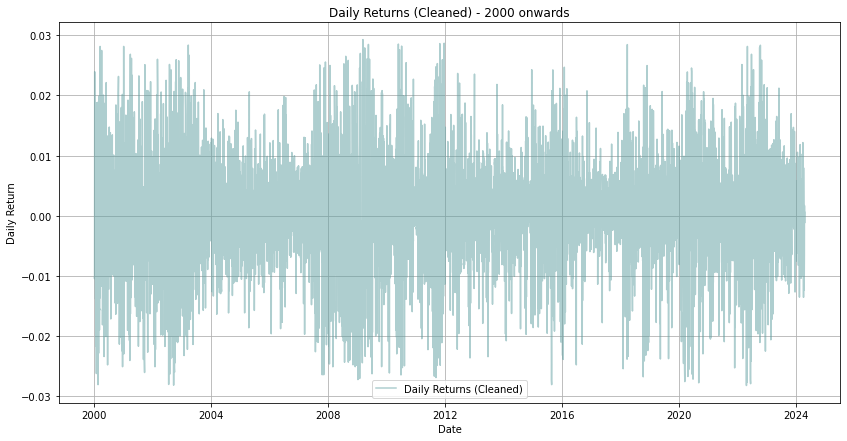 Daily Returns (Cleaned) - 2000 onwards
0.03
0.02
0.01
0.00
−0.01
−0.02
−0.03
Daily Return
Daily Returns (Cleaned)
2000 2004 2008 2012 2016 2020 2024
Date